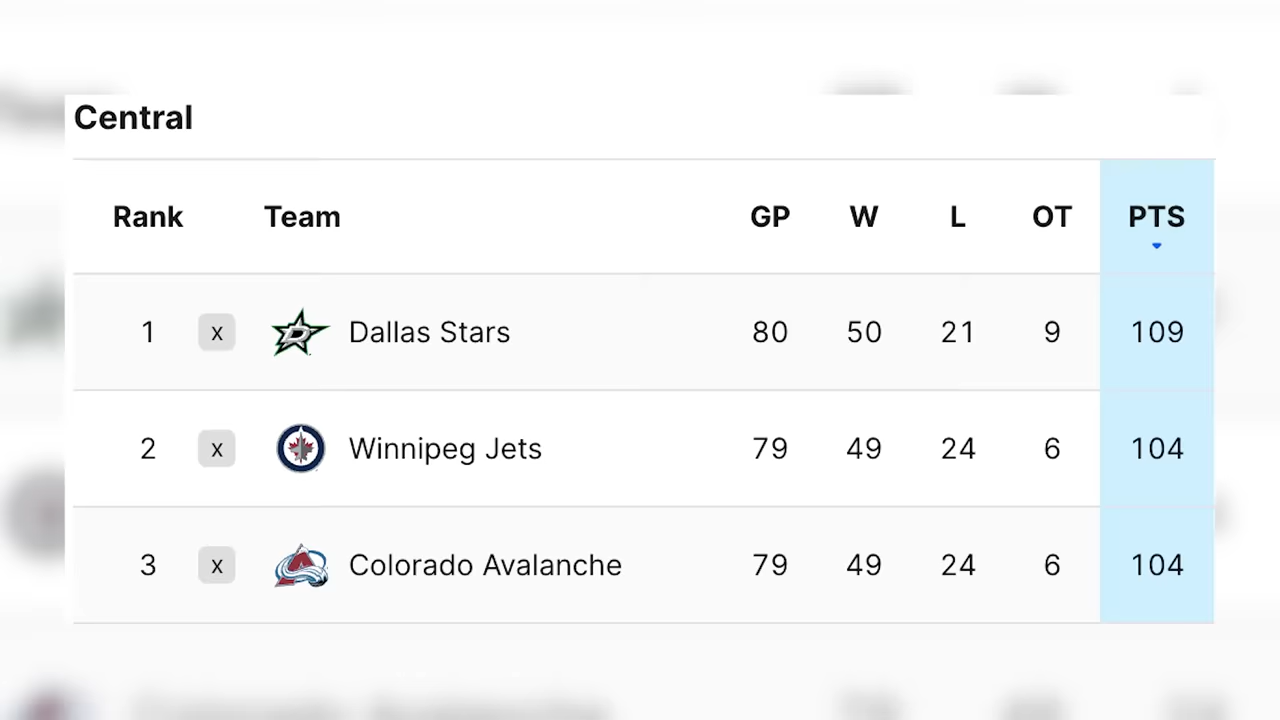 Central
Rank Team GP W L OT PTS
1 x Dallas Stars 80 50 21 9 109
2 x Winnipeg Jets 79 49 24 6 104
3 x Colorado Avalanche 79 49 24 6 104